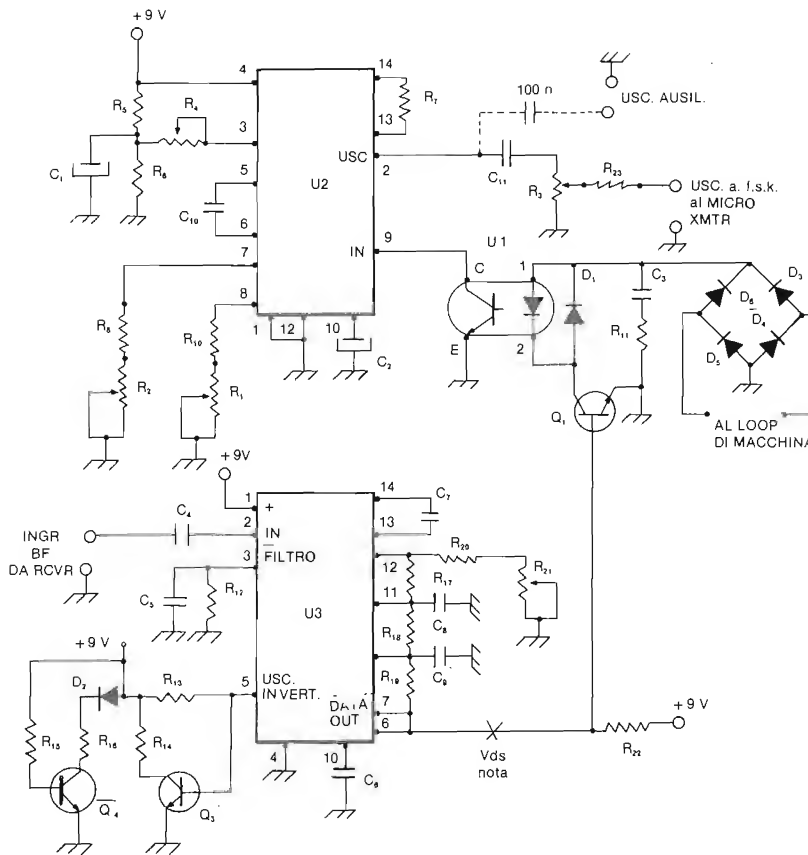 +9 V
4
14
R5
R4
R7
100 n
USC. AUSIL.
3
13
USC
2
C1
R6
5
U2
C11
R3
R23
USC. a. f.s.k.
al MICRO
XMTR
C10
6
IN
9
U1
7
C
1
D1
C3
D3
8
D6
D4
R8
R10
1
12
10
E
2
R11
D5
C2
R2
R1
Q1
AL LOOP
DI MACCHINA
+9V
14
C7
1
+
C4
2
IN
13
INGR
BF
DA RCVR
3
FILTRO
12
R20
R21
C5
R12
11
R17
C8
U3
R18
+9 V
C9
R19
D2
R13
5
USC.
INVERT.
DATA
OUT
7
+9 V
6
R15
R16
R14
4
10
Vds
nota
R22
C6
Q4
Q3